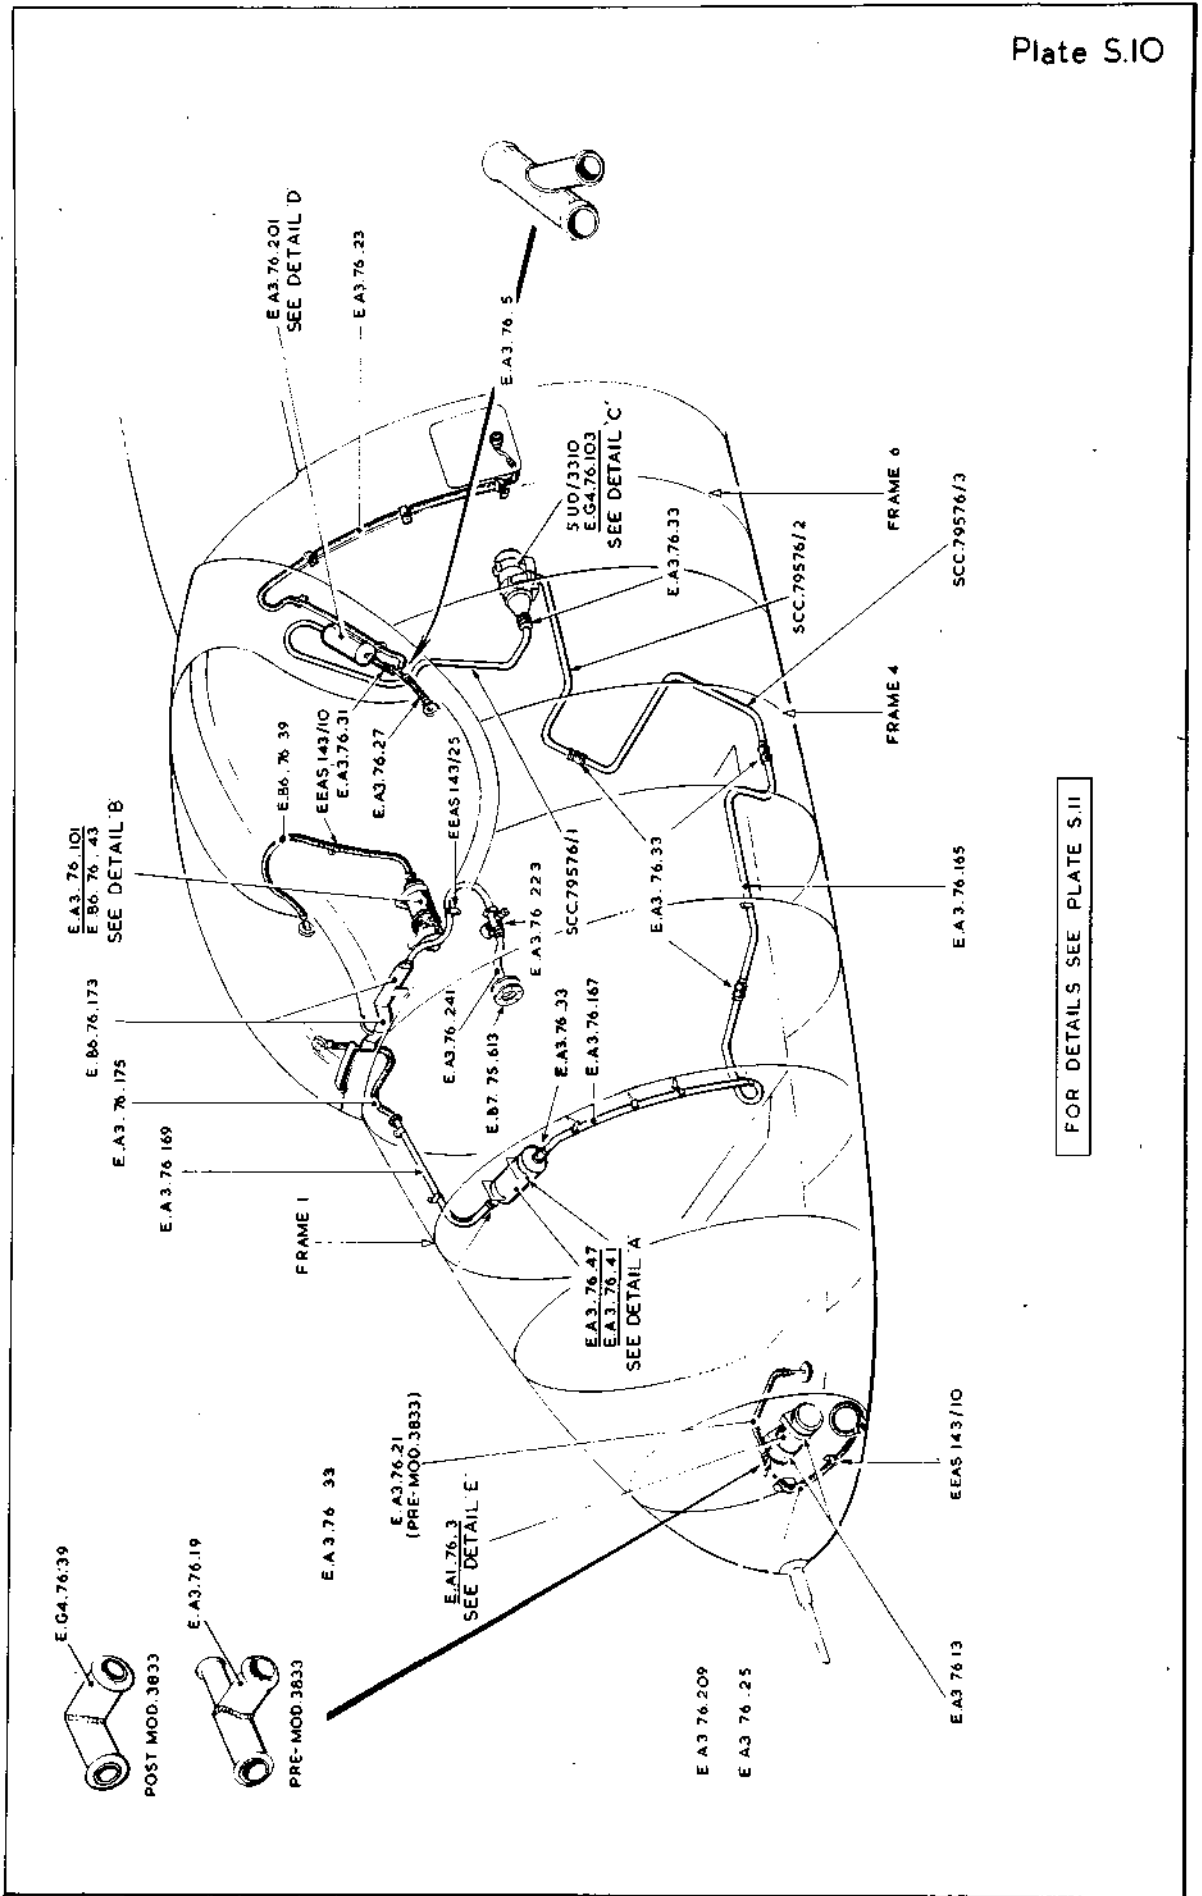 Plate S.10
E.G4.76.39
POST MOD.3833
E.A3.76.19
PRE-MOD.3833
E.A3.76 33
E.A3.76.21
(PRE-MOD.3833)
E.A1.76.3
SEE DETAIL 'E'
E A3 76.209
E A3 76.25
E.A3 76 13
EEAS 143/10
FRAME 1
E.A3.76 169
E.A3.76.175
E.B6.76.173
E.A3.76.101
E B6.76.43
SEE DETAIL 'B'
E.B6.76 39
EEAS 143/10
E.A3.76.31
E.A3.76.27
EEAS 143/25
E.A3.76.241
E.B7.75.613
E.A3.76 223
SCC.79576/1
E.A3.76.33
E.A3.76.167
E.A3.76.47
E.A3.76.41
SEE DETAIL 'A'
E A3.76.201
SEE DETAIL 'D'
E A3.76.23
E.A3.76.5
5 UO/3310
E.G4.76.103
SEE DETAIL 'C'
E.A3.76.33
SCC.79576/2
E.A3.76.33
FRAME 6
SCC.79576/3
FRAME 4
E.A3.76.165
FOR DETAILS SEE PLATE S.11